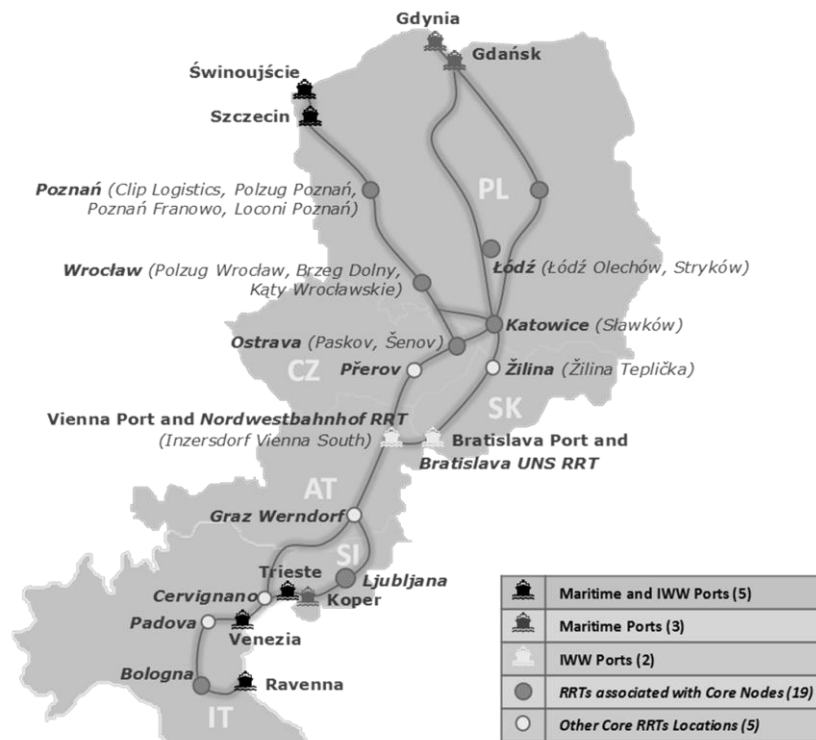 Gdynia
Gdańsk
Świnoujście
Szczecin
Poznań (Clip Logistics, Polzug Poznań,
Poznań Franowo, Loconi Poznań)
PL
Wrocław (Polzug Wrocław, Brzeg Dolny,
Kąty Wrocławskie)
Łódź (Łódź Olechów, Stryków)
Katowice (Sławków)
Ostrava (Paskov, Šenov)
CZ
Přerov
Žilina (Žilina Teplička)
SK
Vienna Port and Nordwestbahnhof RRT
(Inzersdorf Vienna South)
Bratislava Port and
Bratislava UNS RRT
AT
Graz Werndorf
SI
Trieste
Ljubljana
Cervignano
Koper
Padova
Venezia
Bologna
Ravenna
IT
Maritime and IWW Ports (5)
Maritime Ports (3)
IWW Ports (2)
RRTs associated with Core Nodes (19)
Other Core RRTs Locations (5)